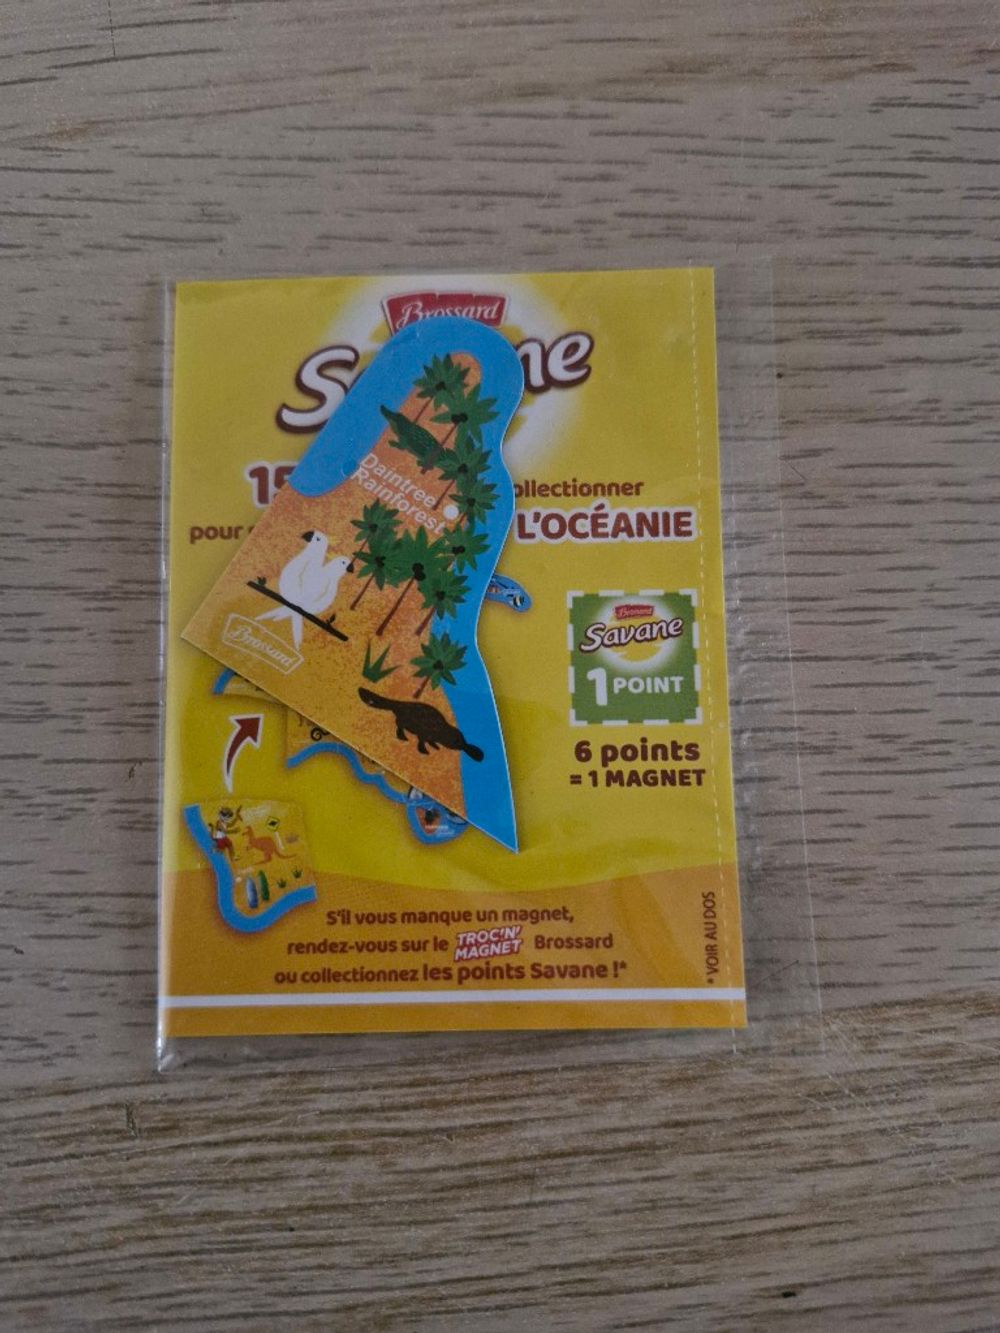 Brossard
S ne
15 ollectionner
pour L'OCÉANIE
Daintree
Rainforest
Brossard
Brossard
Savane
1 POINT
6 points
= 1 MAGNET
S'il vous manque un magnet,
rendez-vous sur le TROC'N' MAGNET Brossard
ou collectionnez les points Savane !*
* VOIR AU DOS